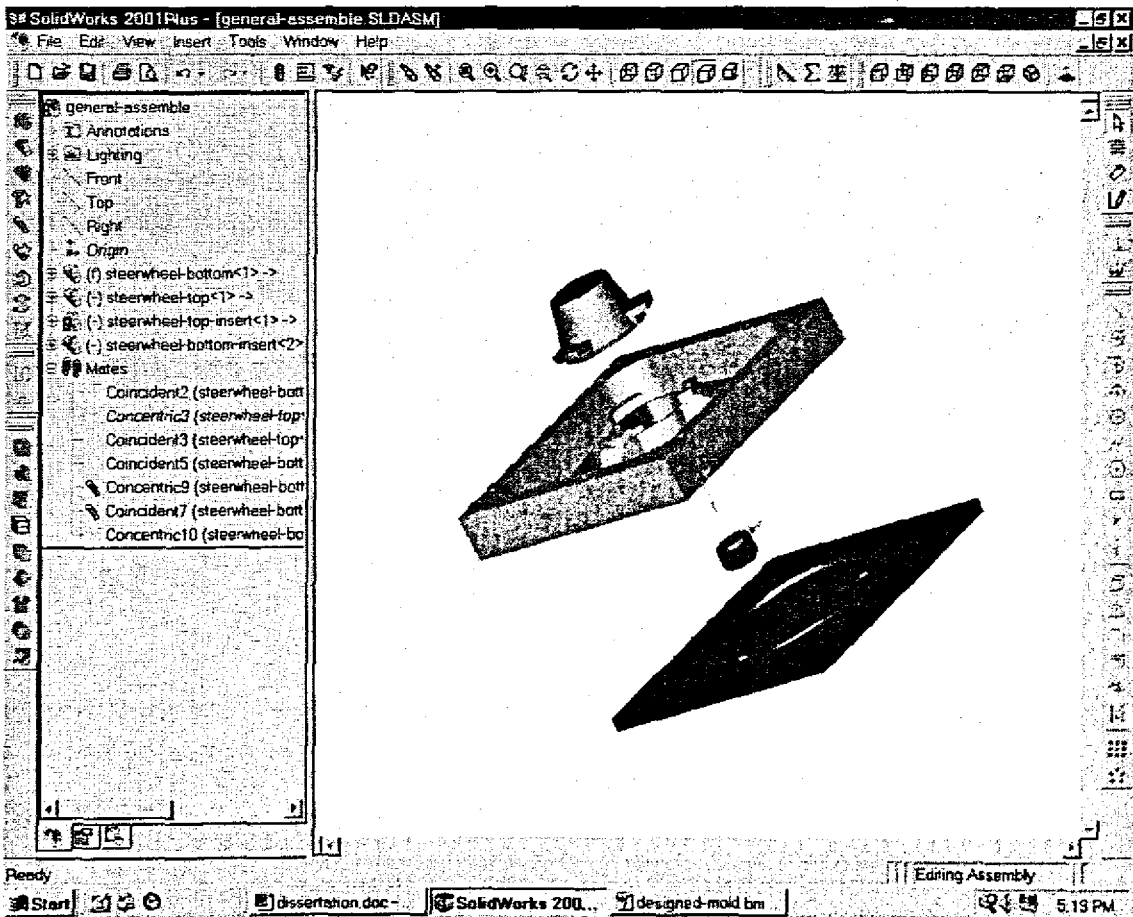 SolidWorks 2001Plus - [general-assemble.SLDASM]
File Edit View Insert Tools Window Help
general-assemble
Annotations
Lighting
Front
Top
Right
Origin
(f) steerwheel-bottom<1> ->
(-) steerwheel-top<1> ->
(-) steerwheel-top-insert<1> ->
(-) steerwheel-bottom-insert<2>
Mates
Coincident2 (steerwheel-bott
Concentric3 (steerwheel-top-
Coincident3 (steerwheel-top-
Coincident5 (steerwheel-bott
Concentric9 (steerwheel-bott
Coincident7 (steerwheel-bott
Concentric10 (steerwheel-bo
Ready
Editing Assembly
Start
dissertation.doc - ...
SolidWorks 200...
designed-mold.bm...
5:13 PM